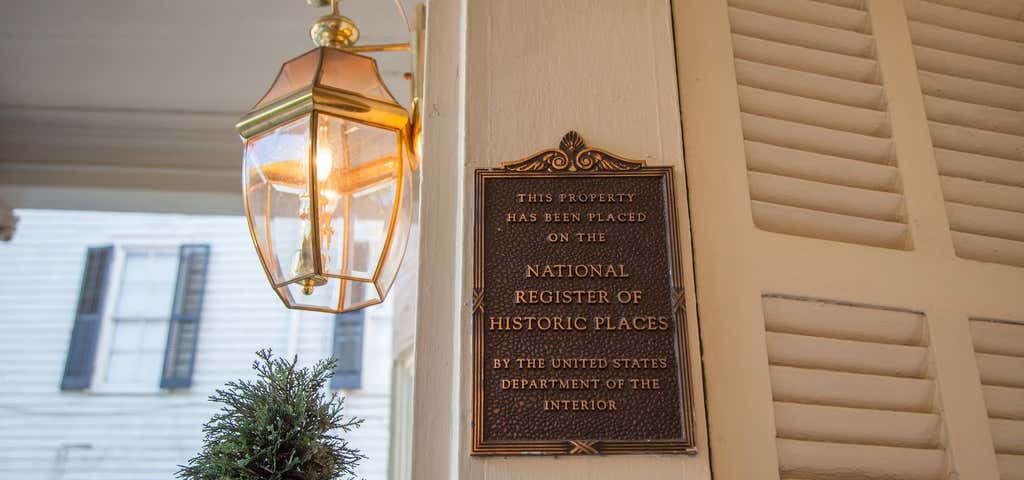 THIS PROPERTY
HAS BEEN PLACED
ON THE
NATIONAL
REGISTER OF
HISTORIC PLACES
BY THE UNITED STATES
DEPARTMENT OF THE
INTERIOR